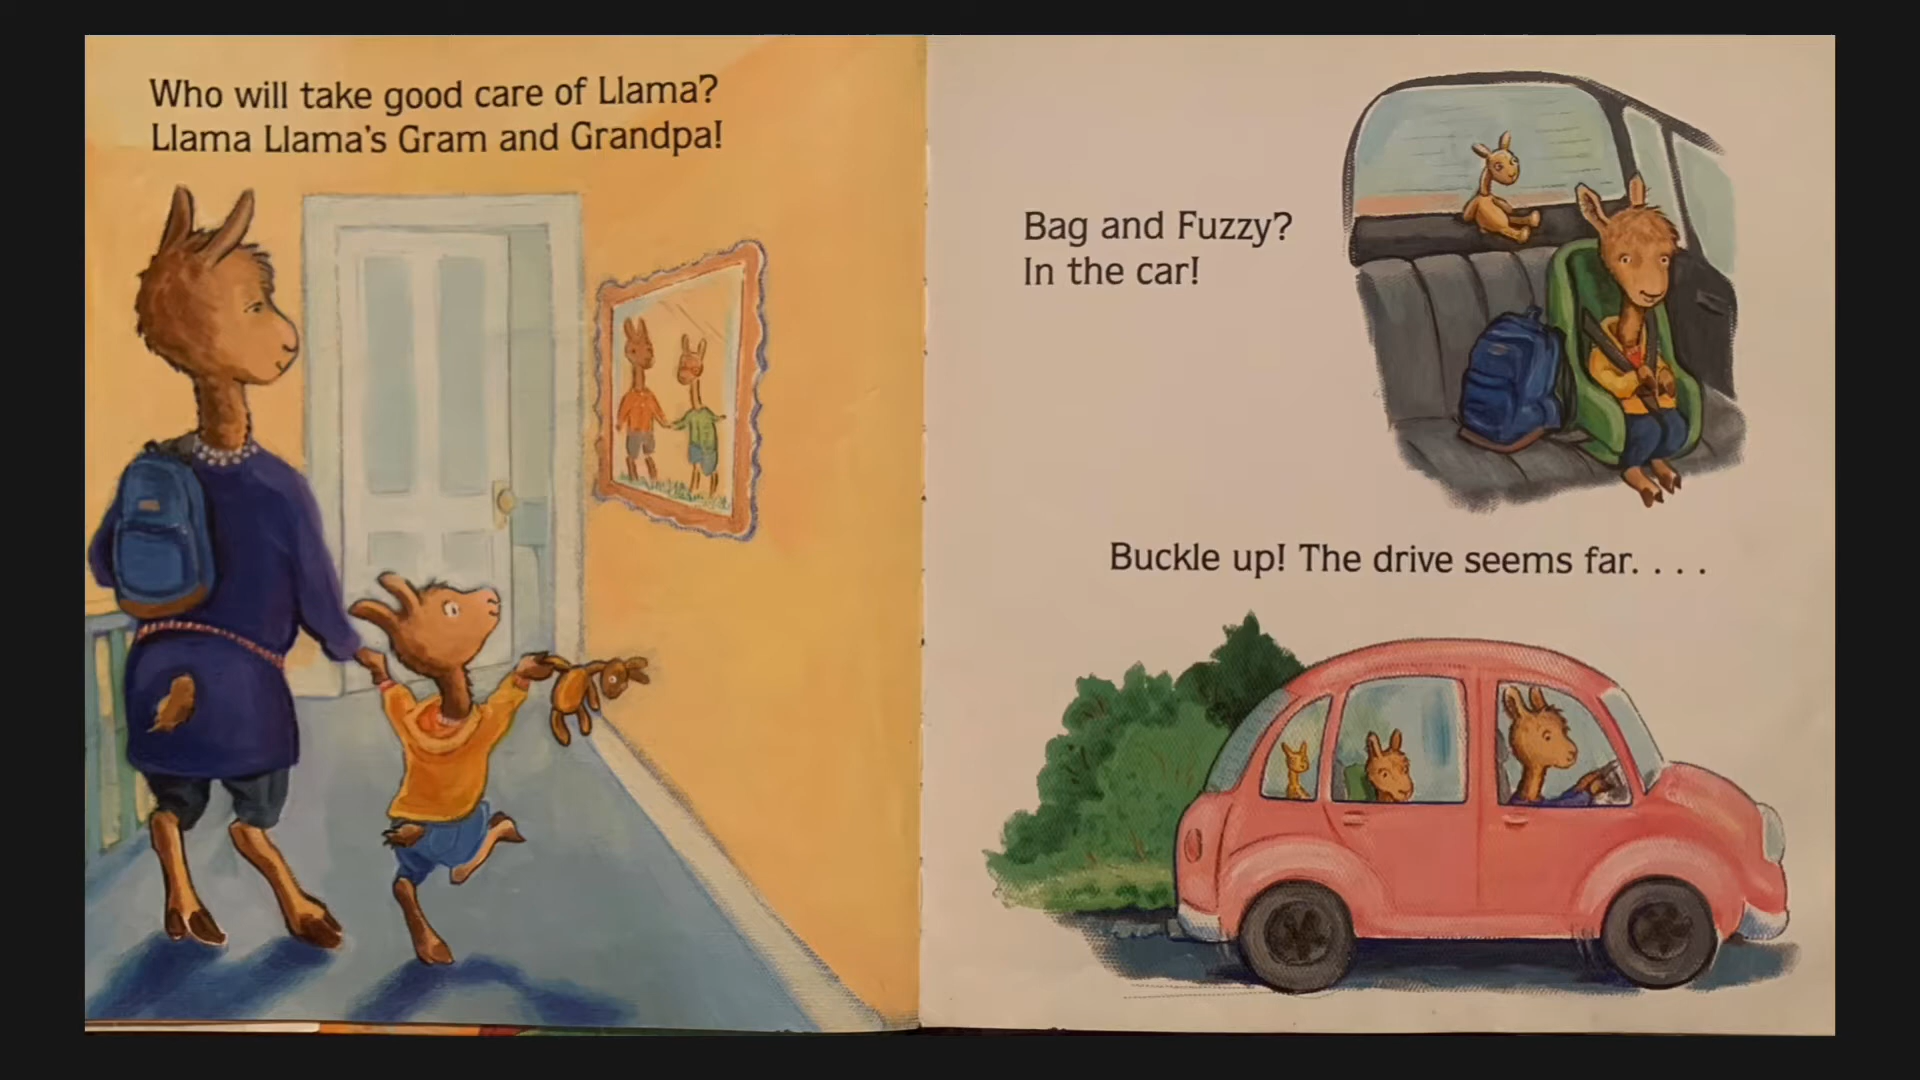 Who will take good care of Llama?
Llama Llama's Gram and Grandpa!
Bag and Fuzzy?
In the car!
Buckle up! The drive seems far. . . .